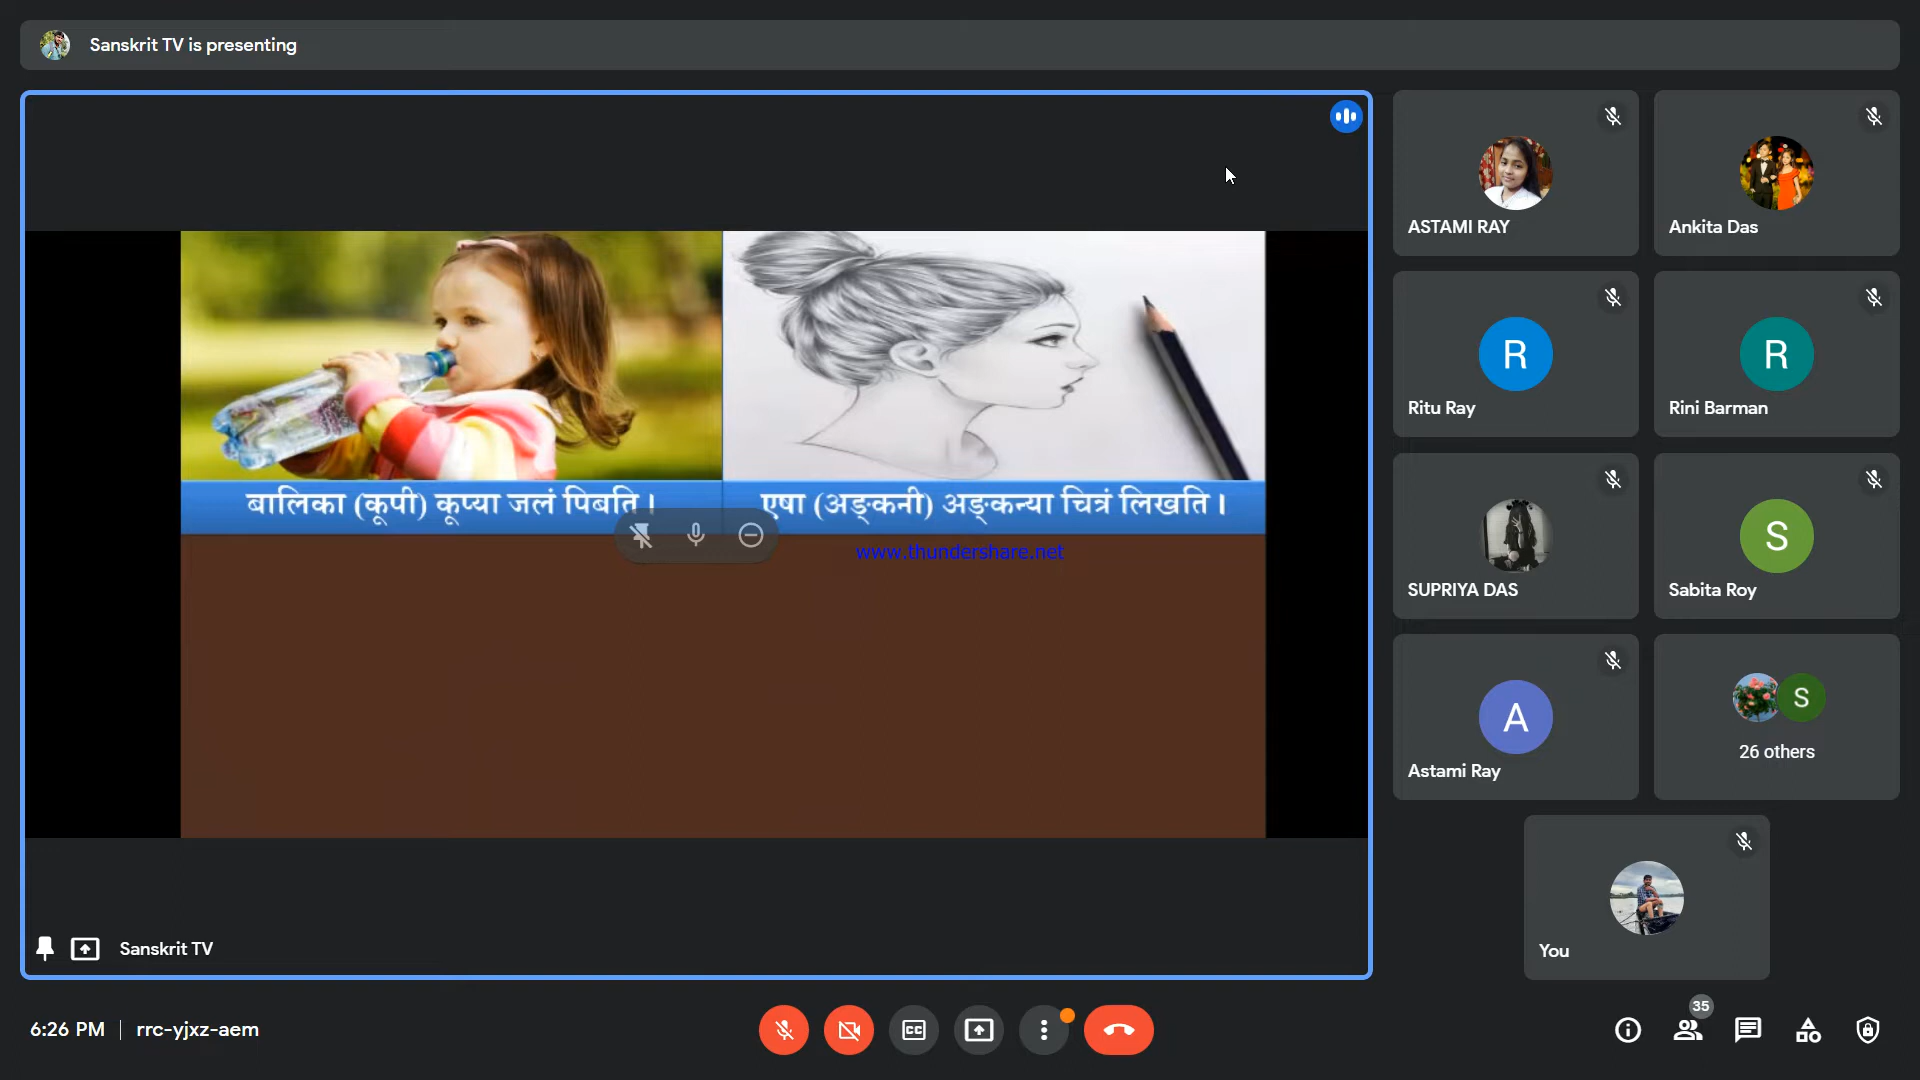 Sanskrit TV is presenting
बालिका (कूपी) कूप्या जलं पिबति।
एषा (अङ्कनी) अङ्कन्या चित्रं लिखति।
www.thundershare.net
Sanskrit TV
ASTAMI RAY
Ankita Das
R
Ritu Ray
R
Rini Barman
SUPRIYA DAS
S
Sabita Roy
A
Astami Ray
S
26 others
You
6:26 PM | rrc-yjxz-aem
CC
35